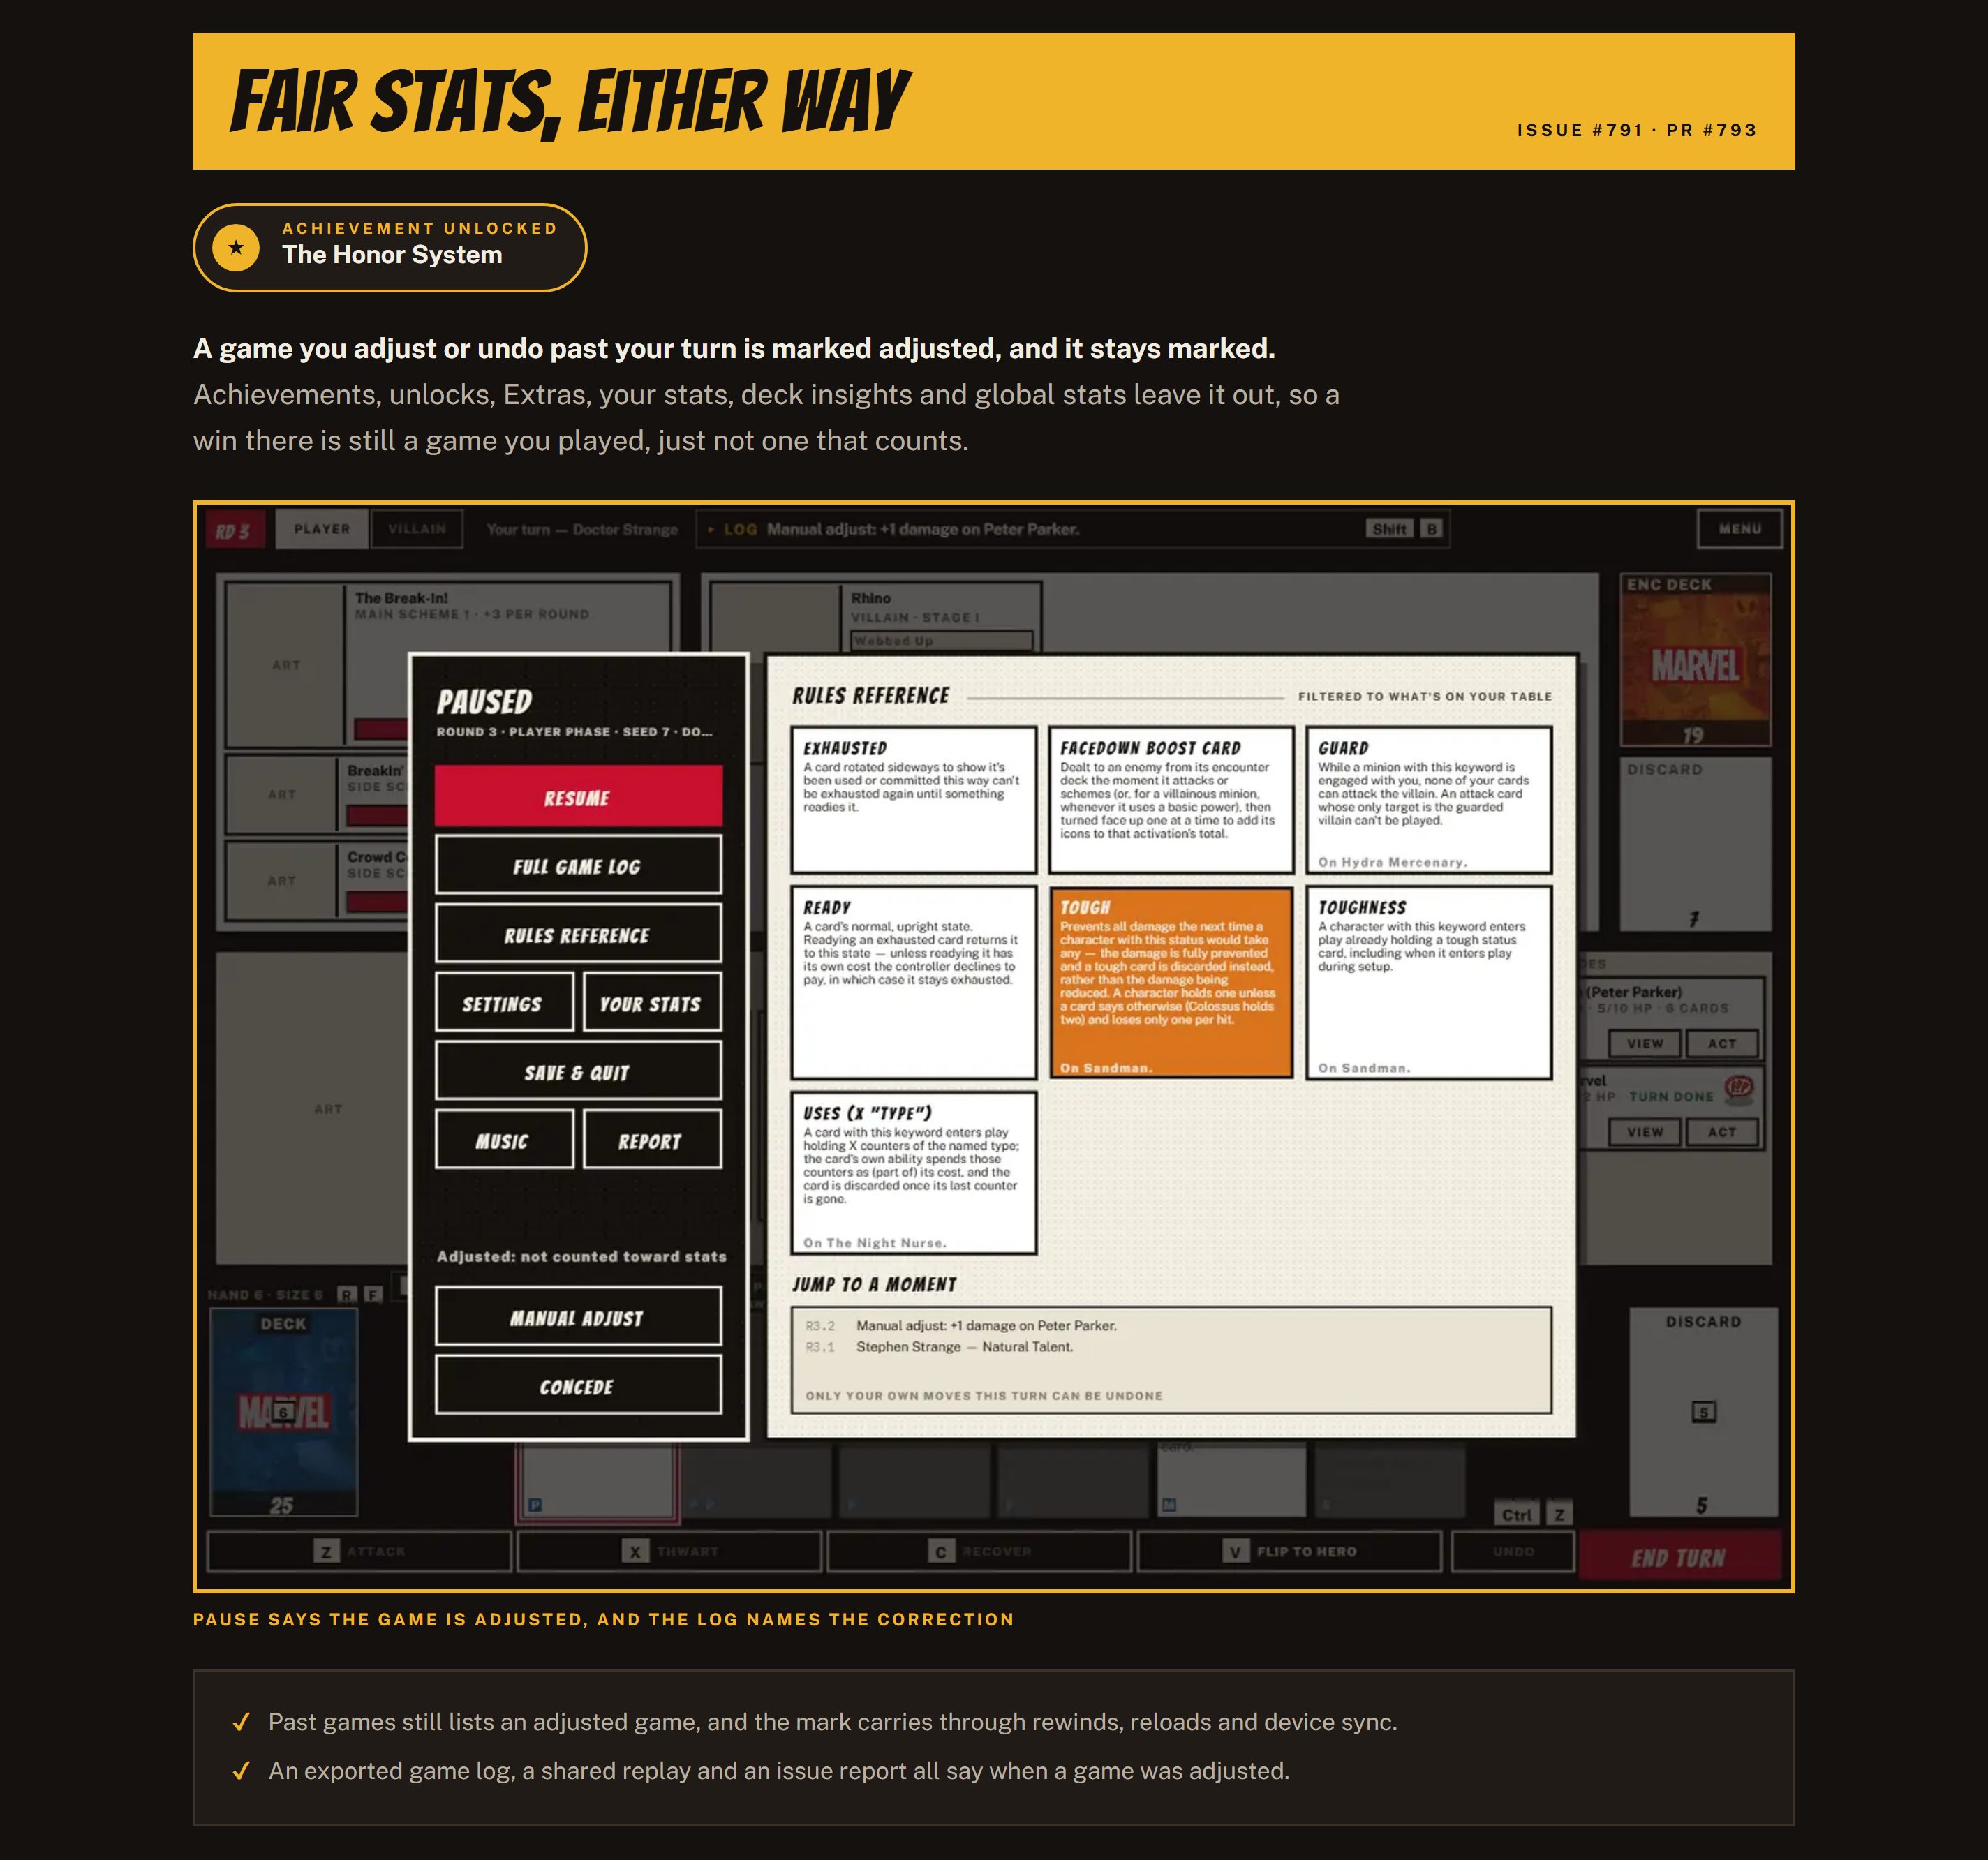 FAIR STATS, EITHER WAY
ISSUE #791 · PR #793
ACHIEVEMENT UNLOCKED
The Honor System
A game you adjust or undo past your turn is marked adjusted, and it stays marked.
Achievements, unlocks, Extras, your stats, deck insights and global stats leave it out, so a
win there is still a game you played, just not one that counts.
RD 3
PLAYER
VILLAIN
Your turn — Doctor Strange
LOG Manual adjust: +1 damage on Peter Parker.
Shift B
MENU
The Break-In!
MAIN SCHEME 1 · +3 PER ROUND
ART
Rhino
VILLAIN · STAGE I
Webbed Up
ENC DECK
MARVEL
19
Breakin'
SIDE SC
ART
DISCARD
7
Crowd C
SIDE SC
ART
PAUSED
ROUND 3 · PLAYER PHASE · SEED 7 · DO...
RESUME
FULL GAME LOG
RULES REFERENCE
SETTINGS
YOUR STATS
SAVE & QUIT
MUSIC
REPORT
Adjusted: not counted toward stats
MANUAL ADJUST
CONCEDE
RULES REFERENCE
FILTERED TO WHAT'S ON YOUR TABLE
EXHAUSTED
A card rotated sideways to show it's
been used or committed this way can't
be exhausted again until something
readies it.
FACEDOWN BOOST CARD
Dealt to an enemy from its encounter
deck the moment it attacks or
schemes (or, for a villainous minion,
whenever it uses a basic power), then
turned face up one at a time to add its
icons to that activation's total.
GUARD
While a minion with this keyword is
engaged with you, none of your cards
can attack the villain. An attack card
whose only target is the guarded
villain can't be played.
On Hydra Mercenary.
READY
A card's normal, upright state.
Readying an exhausted card returns it
to this state — unless readying it has
its own cost the controller declines to
pay, in which case it stays exhausted.
TOUGH
Prevents all damage the next time a
character with this status would take
any — the damage is fully prevented
and a tough card is discarded instead,
rather than the damage being
reduced. A character holds one unless
a card says otherwise (Colossus holds
two) and loses only one per hit.
On Sandman.
TOUGHNESS
A character with this keyword enters
play already holding a tough status
card, including when it enters play
during setup.
On Sandman.
USES (X "TYPE")
A card with this keyword enters play
holding X counters of the named type;
the card's own ability spends those
counters as (part of) its cost, and the
card is discarded once its last counter
is gone.
On The Night Nurse.
JUMP TO A MOMENT
R3.2 Manual adjust: +1 damage on Peter Parker.
R3.1 Stephen Strange — Natural Talent.
ONLY YOUR OWN MOVES THIS TURN CAN BE UNDONE
(Peter Parker)
· 5/10 HP · 6 CARDS
VIEW
ACT
HP TURN DONE
VIEW
ACT
ART
HAND 6 · SIZE 6 R F
DECK
MARVEL
6
25
P
card.
M
DISCARD
5
5
Ctrl Z
Z ATTACK
X THWART
C RECOVER
V FLIP TO HERO
UNDO
END TURN
PAUSE SAYS THE GAME IS ADJUSTED, AND THE LOG NAMES THE CORRECTION
✓ Past games still lists an adjusted game, and the mark carries through rewinds, reloads and device sync.
✓ An exported game log, a shared replay and an issue report all say when a game was adjusted.